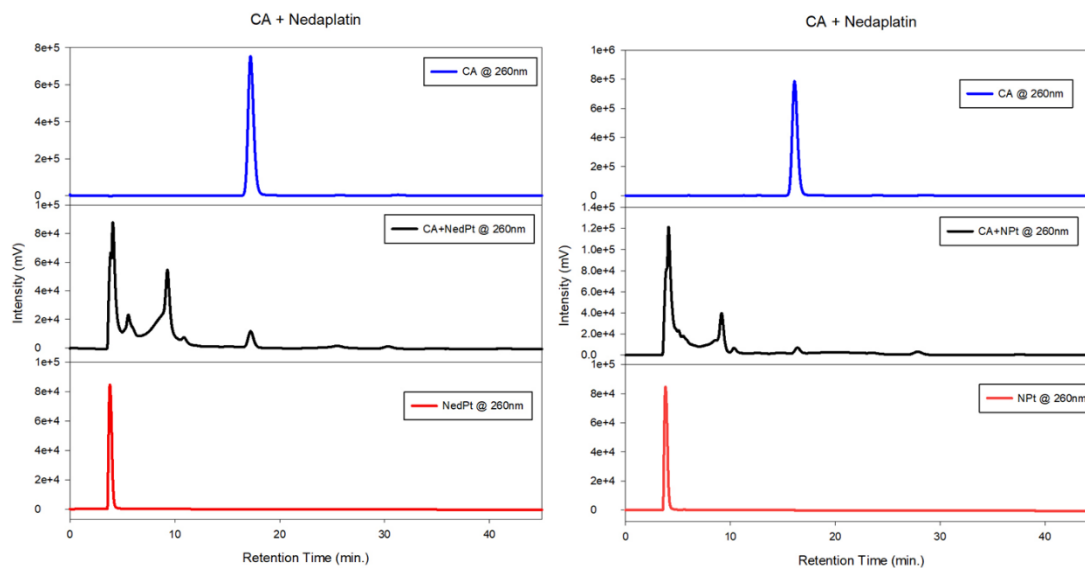 CA + Nedaplatin
8e+5
6e+5
4e+5
2e+5
0
CA @ 260nm
1e+5
8e+4
6e+4
4e+4
2e+4
0
CA+NedPt @ 260nm
1e+5
8e+4
6e+4
4e+4
2e+4
0
NedPt @ 260nm
Intensity (mV)
0 10 20 30 40
Retention Time (min.)
CA + Nedaplatin
1e+6
8e+5
6e+5
4e+5
2e+5
0
CA @ 260nm
1.4e+5
1.2e+5
1.0e+5
8.0e+4
6.0e+4
4.0e+4
2.0e+4
0.0
CA+NPt @ 260nm
1e+5
8e+4
6e+4
4e+4
2e+4
0
NPt @ 260nm
Intensity (mV)
0 10 20 30 40
Retention Time (min.)